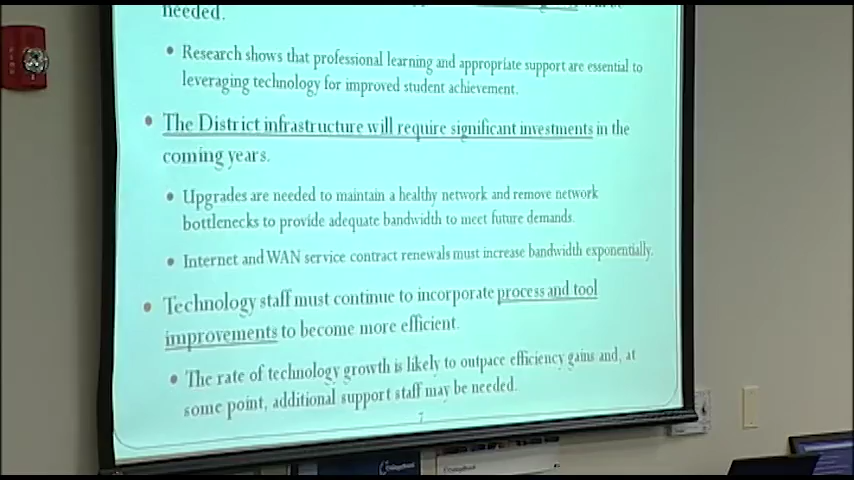 needed.
• Research shows that professional learning and appropriate support are essential to
leveraging technology for improved student achievement.
• The District infrastructure will require significant investments in the
coming years.
• Upgrades are needed to maintain a healthy network and remove network
bottlenecks to provide adequate bandwidth to meet future demands.
• Internet and WAN service contract renewals must increase bandwidth exponentially.
• Technology staff must continue to incorporate process and tool
improvements to become more efficient.
• The rate of technology growth is likely to outpace efficiency gains and, at
some point, additional support staff may be needed.
7
CollegeBoard
CollegeBoard